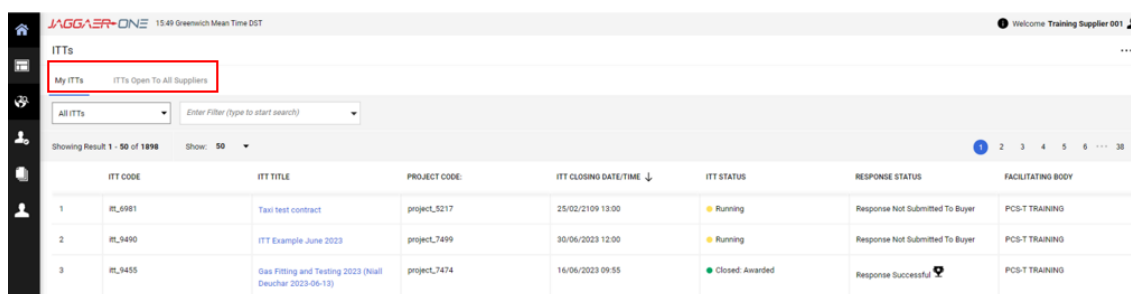 JAGGAER-ONE 15:49 Greenwich Mean Time DST Welcome Training Supplier 001
ITTs
My ITTs ITTs Open To All Suppliers
All ITTs Enter Filter (type to start search)
Showing Result 1 - 50 of 1898 Show: 50 1 2 3 4 5 6 ... 38
ITT CODE ITT TITLE PROJECT CODE: ITT CLOSING DATE/TIME ↓ ITT STATUS RESPONSE STATUS FACILITATING BODY
1 itt_6981 Taxi test contract project_5217 25/02/2109 13:00 Running Response Not Submitted To Buyer PCS-T TRAINING
2 itt_9490 ITT Example June 2023 project_7499 30/06/2023 12:00 Running Response Not Submitted To Buyer PCS-T TRAINING
3 itt_9455 Gas Fitting and Testing 2023 (Niall project_7474 16/06/2023 09:55 Closed: Awarded Response Successful PCS-T TRAINING
Deuchar 2023-06-13)